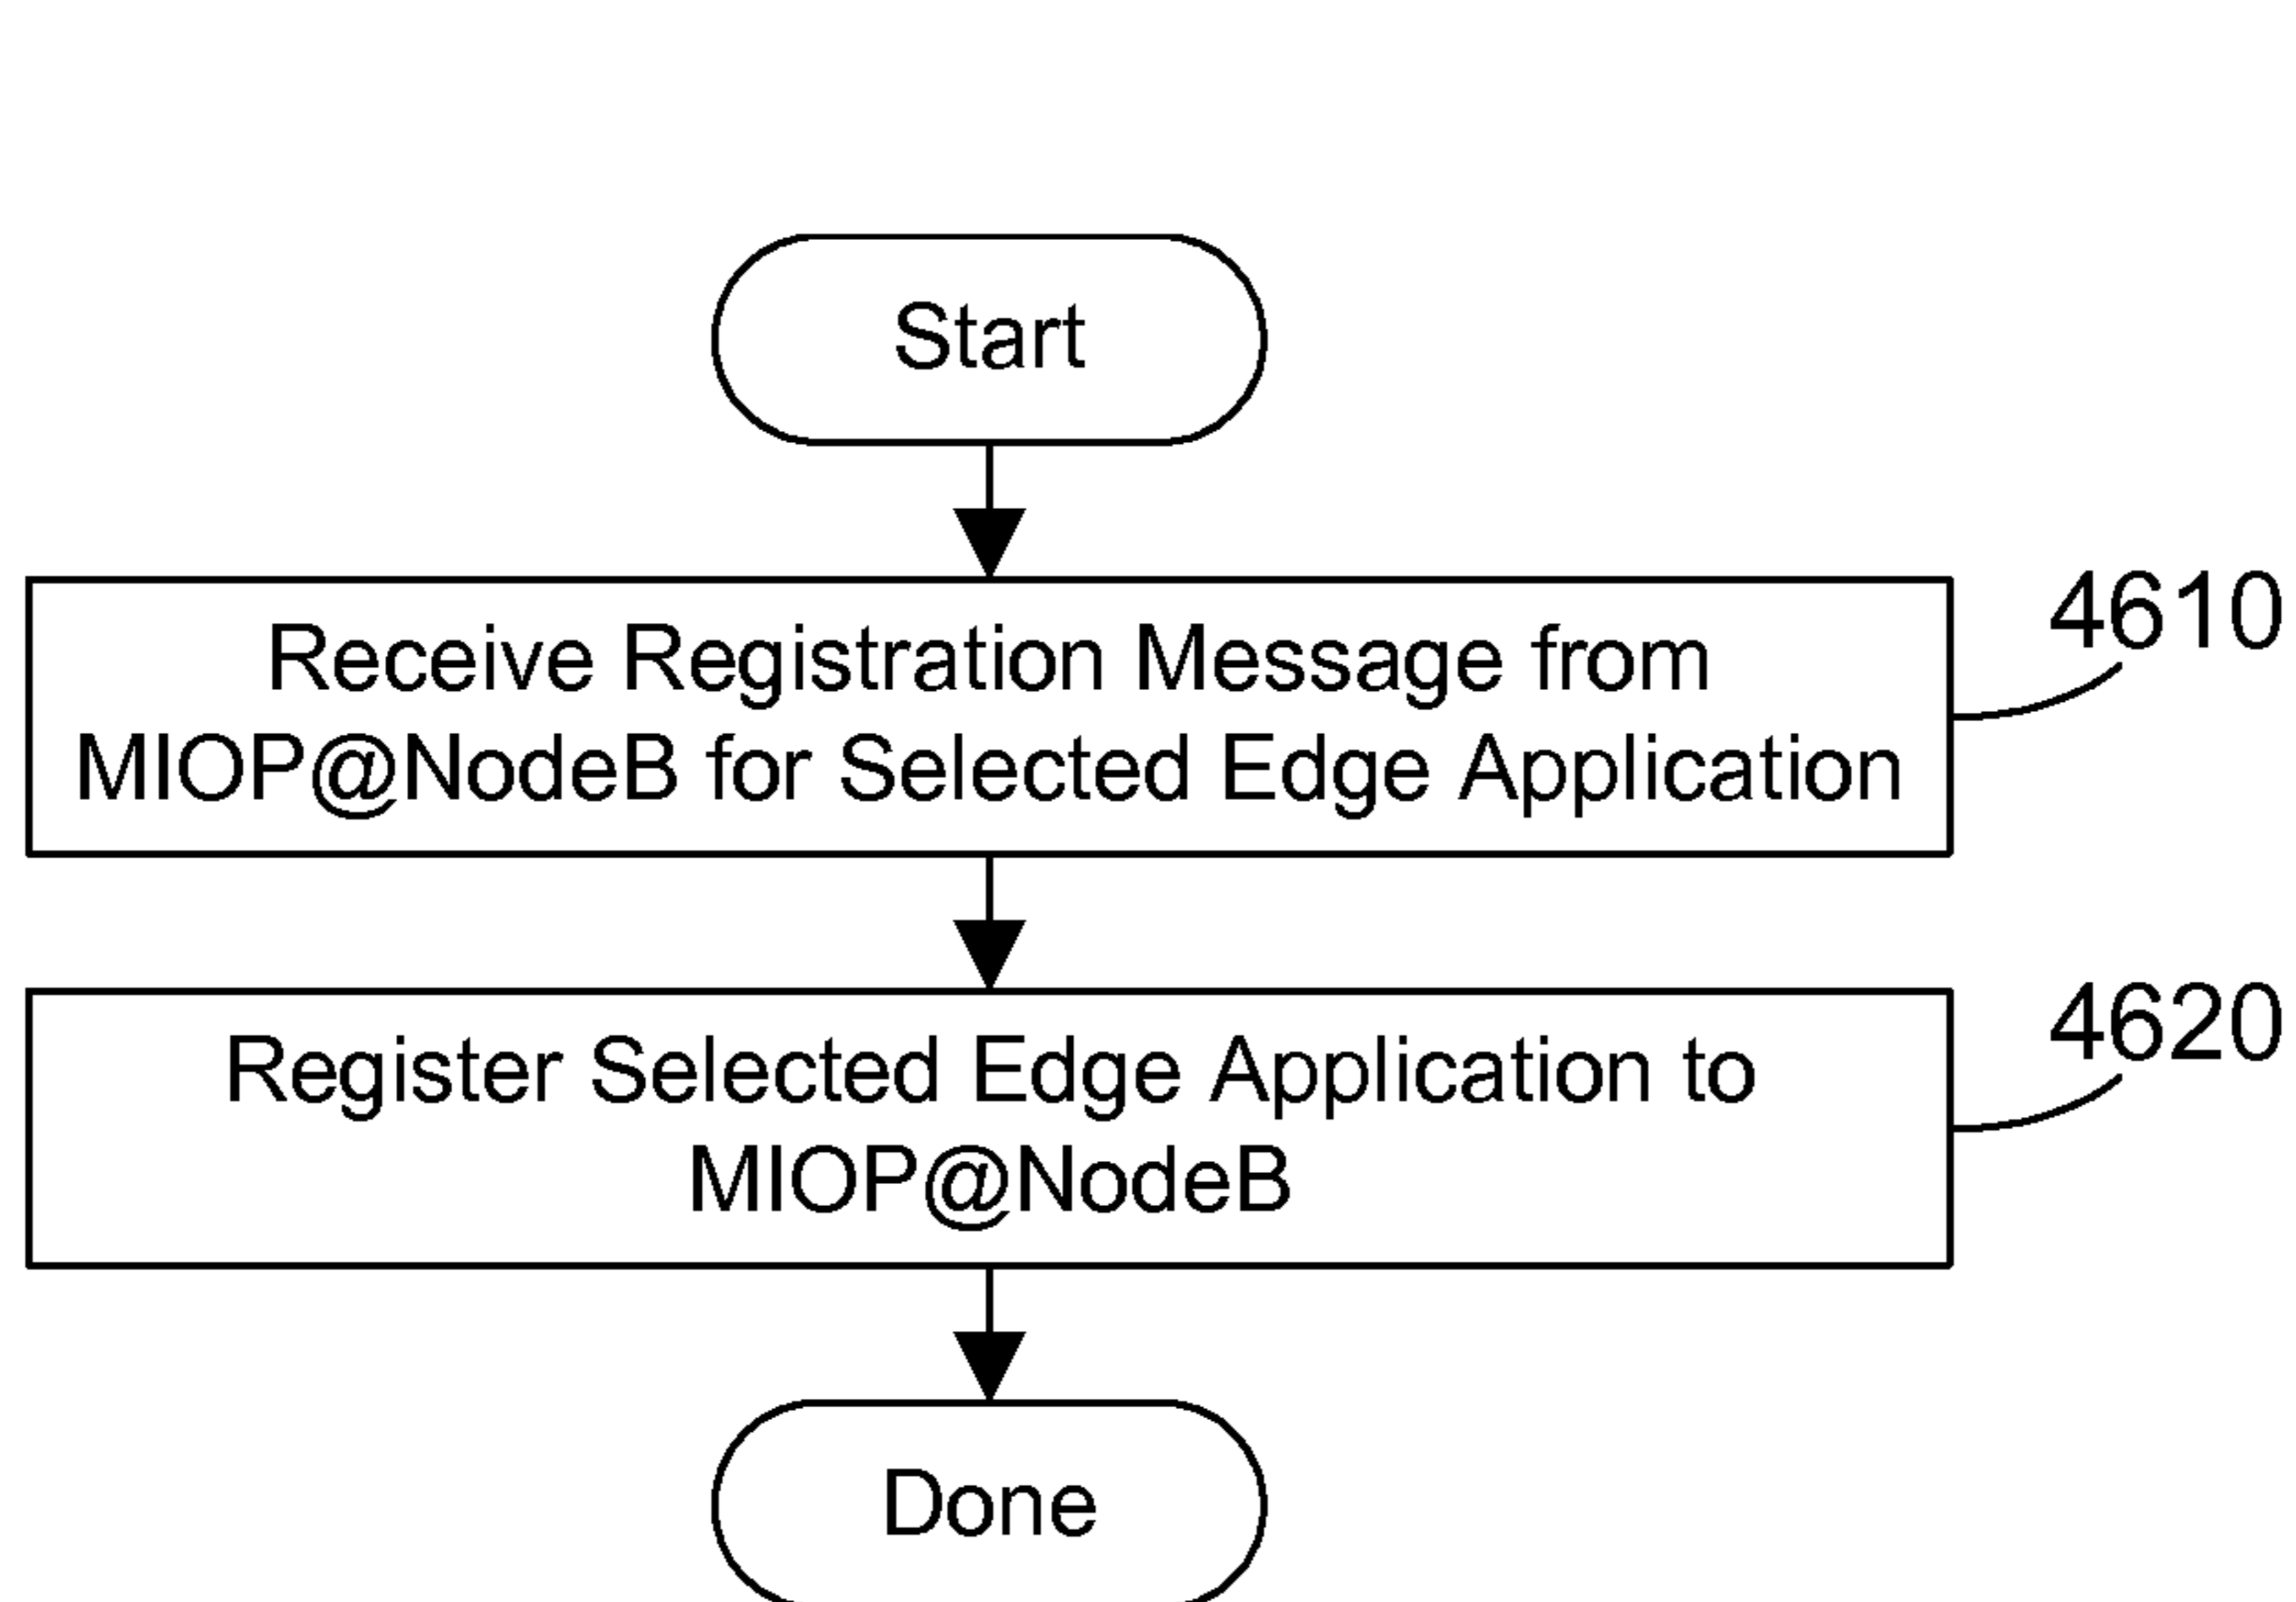 Start
Receive Registration Message from
MIOP@NodeB for Selected Edge Application
4610
Register Selected Edge Application to
MIOP@NodeB
4620
Done